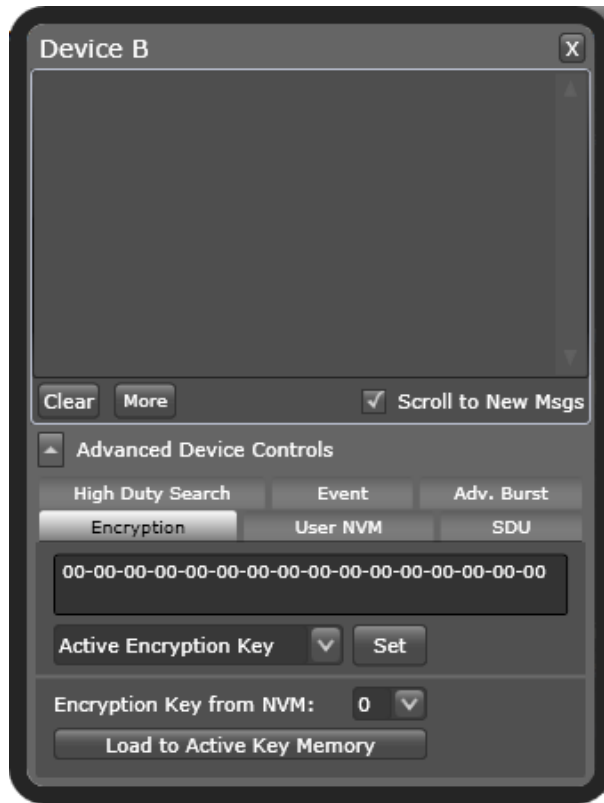 Device B X
Clear More Scroll to New Msgs
Advanced Device Controls
High Duty Search Event Adv. Burst
Encryption User NVM SDU
00-00-00-00-00-00-00-00-00-00-00-00-00-00-00-00
Active Encryption Key Set
Encryption Key from NVM: 0
Load to Active Key Memory